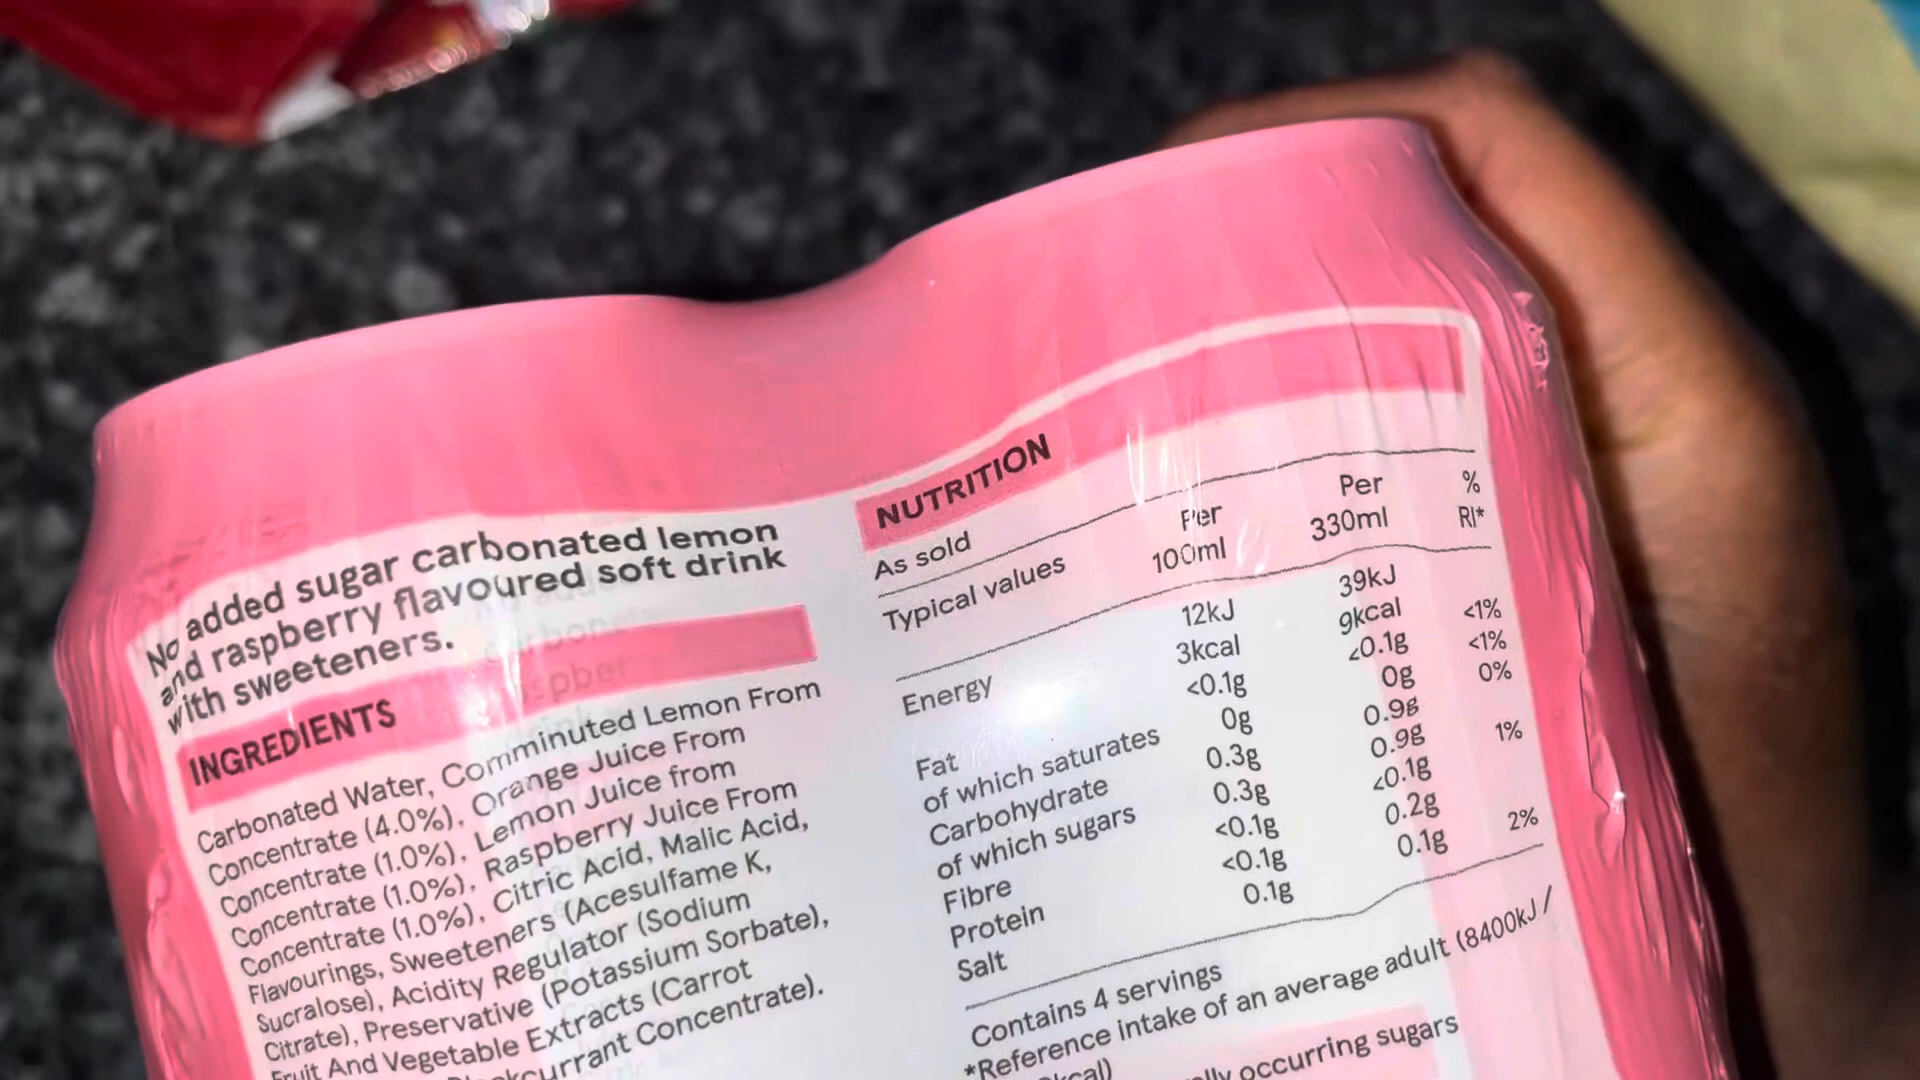 No added sugar carbonated lemon
and raspberry flavoured soft drink
with sweeteners.
INGREDIENTS
Carbonated Water, Comminuted Lemon From
Concentrate (4.0%), Orange Juice From
Concentrate (1.0%), Lemon Juice from
Concentrate (1.0%), Raspberry Juice From
Concentrate (1.0%), Citric Acid, Malic Acid,
Flavourings, Sweeteners (Acesulfame K,
Sucralose), Acidity Regulator (Sodium
Citrate), Preservative (Potassium Sorbate),
Fruit And Vegetable Extracts (Carrot
Concentrate).
NUTRITION
As sold
Typical values Per 100ml Per 330ml % RI*
Energy 12kJ 39kJ
3kcal 9kcal <1%
Fat <0.1g <0.1g <1%
of which saturates 0g 0g 0%
Carbohydrate 0.3g 0.9g
of which sugars 0.3g 0.9g 1%
Fibre <0.1g <0.1g
Protein <0.1g 0.2g
Salt 0.1g 0.1g 2%
Contains 4 servings
*Reference intake of an average adult (8400kJ /
occurring sugars